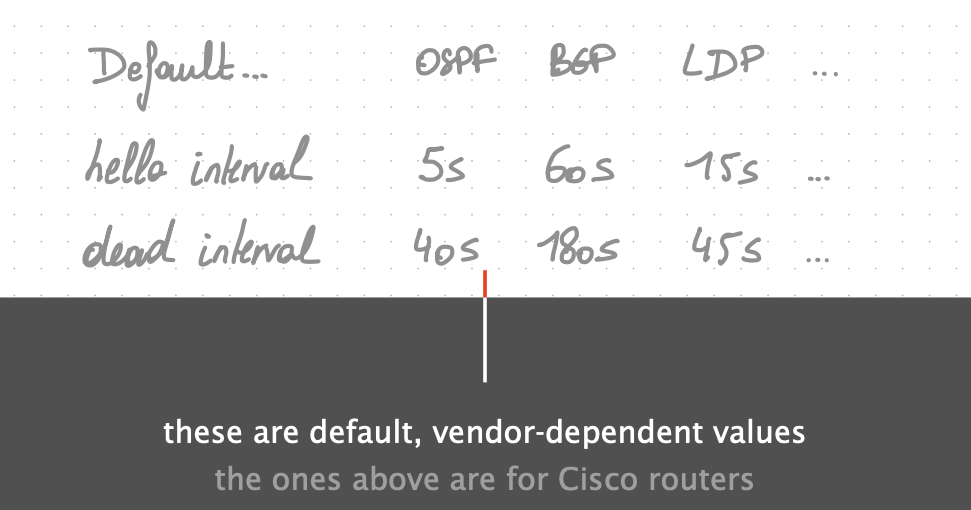 Default... OSPF BGP LDP ...
hello interval 5s 60s 15s ...
dead interval 40s 180s 45s ...
these are default, vendor-dependent values
the ones above are for Cisco routers